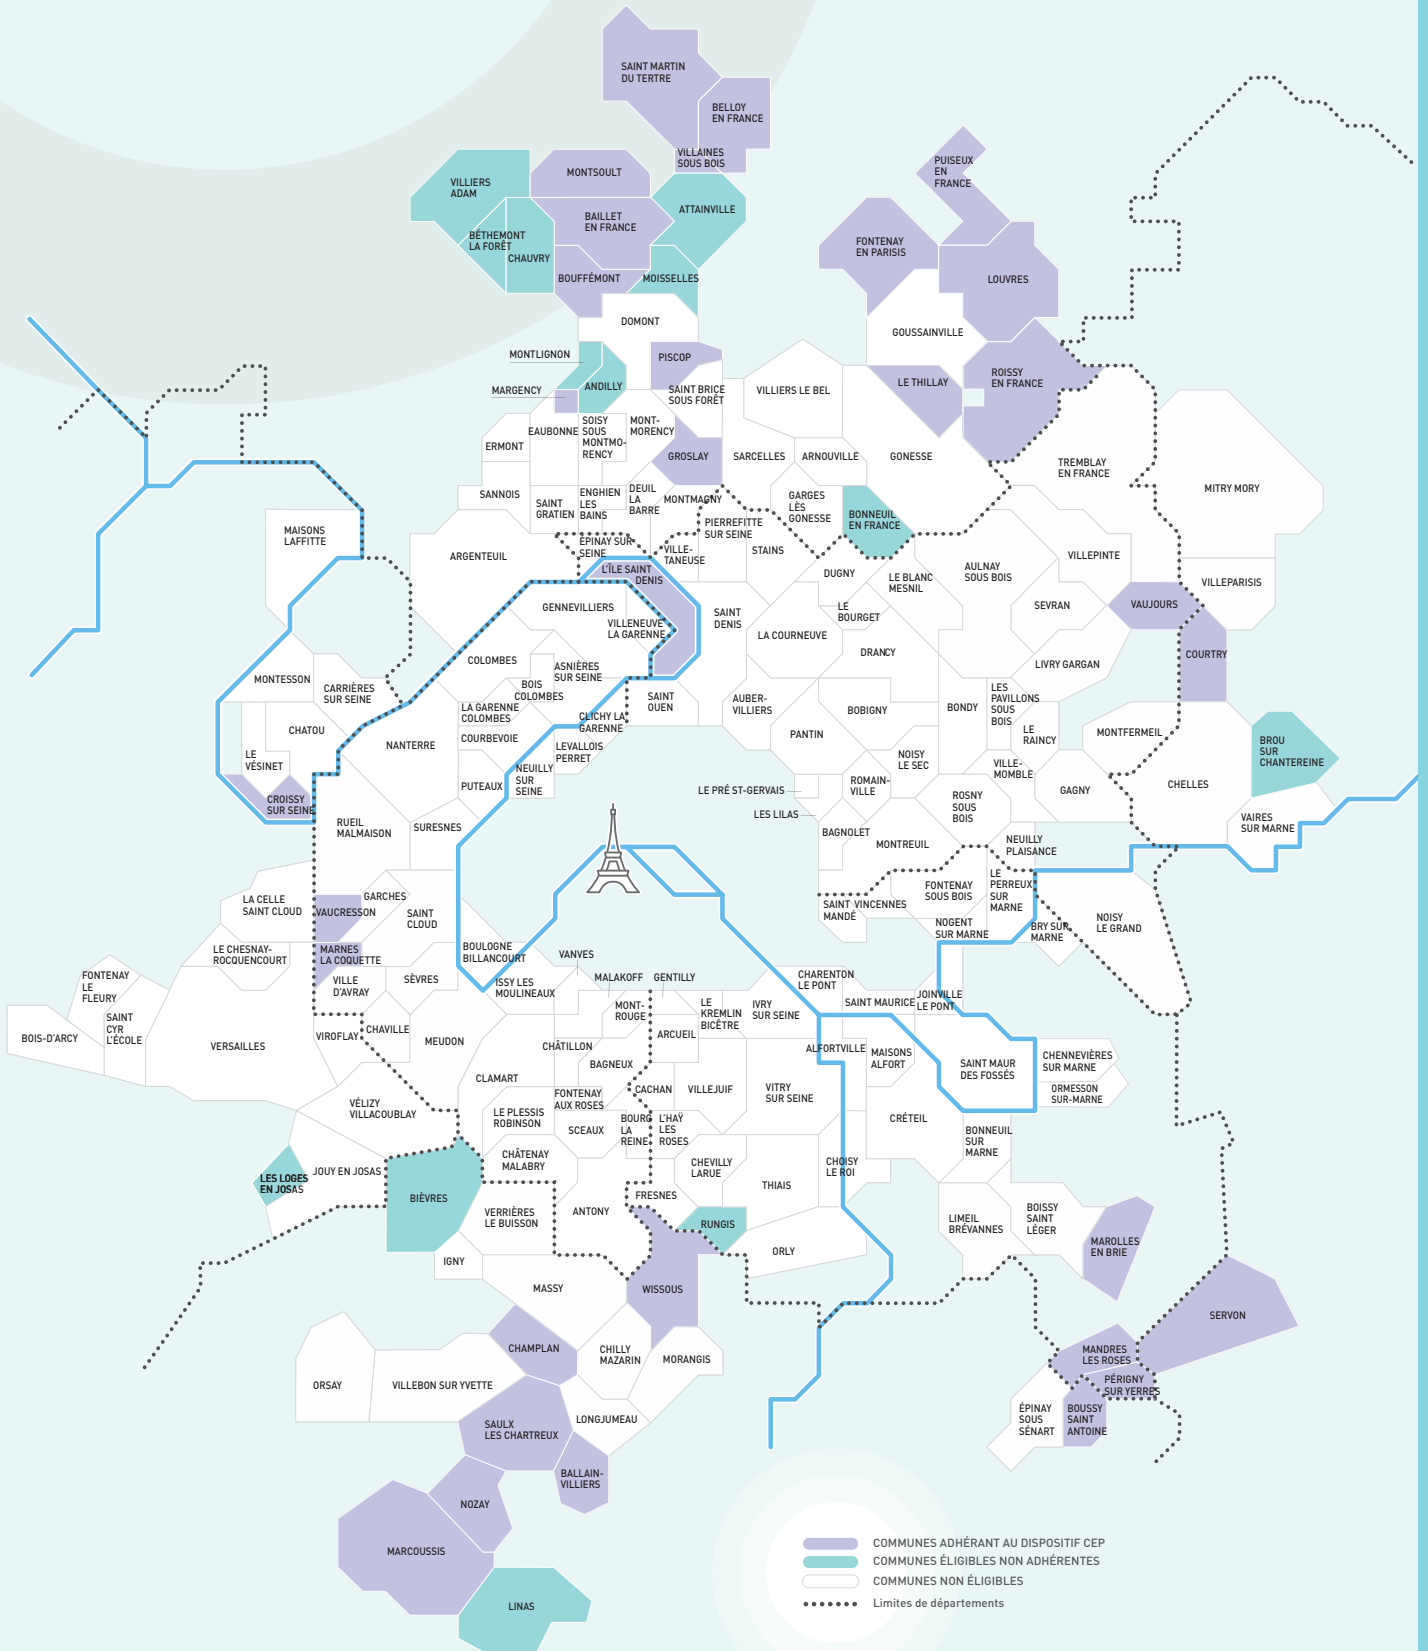 SAINT MARTIN
DU TERTRE
BELLOY
EN FRANCE
VILLAINES
SOUS BOIS
MONTSOULT
VILLIERS
ADAM
ATTAINVILLE
BAILLET
EN FRANCE
BÉTHEMONT
LA FORÊT
CHAUVRY
BOUFFÉMONT
MOISSELLES
PUISEUX
EN
FRANCE
FONTENAY
EN PARISIS
LOUVRES
GOUSSAINVILLE
DOMONT
MONTLIGNON
PISCOP
MARGENCY
ANDILLY
SAINT BRICE
SOUS FORÊT
VILLIERS LE BEL
LE THILLAY
ROISSY
EN FRANCE
EAUBONNE
SOISY
SOUS
MONTMO-
RENCY
MONT-
MORENCY
ERMONT
GROSLAY
SARCELLES
ARNOUVILLE
GONESSE
TREMBLAY
EN FRANCE
MITRY MORY
SANNOIS
SAINT
GRATIEN
ENGHIEN
LES
BAINS
DEUIL
LA
BARRE
MONTMAGNY
GARGES
LÈS
GONESSE
BONNEUIL
EN FRANCE
PIERREFITTE
SUR SEINE
MAISONS
LAFFITTE
ARGENTEUIL
EPINAY SUR
SEINE
VILLE-
TANEUSE
STAINS
VILLEPINTE
L'ÎLE SAINT
DENIS
DUGNY
LE BLANC
MESNIL
AULNAY
SOUS BOIS
VILLEPARISIS
GENNEVILLIERS
VILLENEUVE
LA GARENNE
SAINT
DENIS
LE
BOURGET
SEVRAN
VAUJOURS
LA COURNEUVE
DRANCY
COURTRY
COLOMBES
ASNIÈRES
SUR SEINE
LIVRY GARGAN
MONTESSON
CARRIÈRES
SUR SEINE
BOIS
COLOMBES
SAINT
OUEN
AUBER-
VILLIERS
BOBIGNY
BONDY
LES
PAVILLONS
SOUS
BOIS
LA GARENNE
COLOMBES
CLICHY LA
GARENNE
CHATOU
NANTERRE
COURBEVOIE
PANTIN
LE
RAINCY
MONTFERMEIL
LEVALLOIS
PERRET
LE
VÉSINET
NOISY
LE SEC
BROU
SUR
CHANTEREINE
NEUILLY
SUR
SEINE
VILLE-
MOMBLE
PUTEAUX
ROMAIN-
VILLE
LE PRÉ ST-GERVAIS
GAGNY
CHELLES
CROISSY
SUR SEINE
ROSNY
SOUS
BOIS
LES LILAS
RUEIL
MALMAISON
SURESNES
BAGNOLET
MONTREUIL
VAIRES
SUR MARNE
NEUILLY
PLAISANCE
GARCHES
FONTENAY
SOUS BOIS
LE
PERREUX
SUR
MARNE
LA CELLE
SAINT CLOUD
VAUCRESSON
SAINT
CLOUD
SAINT
MANDÉ
VINCENNES
NOGENT
SUR MARNE
BRY SUR
MARNE
NOISY
LE GRAND
LE CHESNAY-
ROCQUENCOURT
MARNES
LA COQUETTE
BOULOGNE
BILLANCOURT
VANVES
FONTENAY
LE
FLEURY
VILLE
D'AVRAY
SÈVRES
ISSY LES
MOULINEAUX
MALAKOFF
GENTILLY
CHARENTON
LE PONT
SAINT MAURICE
JOINVILLE
LE PONT
MONT-
ROUGE
LE
KREMLIN
BICÊTRE
IVRY
SUR SEINE
SAINT
CYR
L'ÉCOLE
BOIS-D'ARCY
VERSAILLES
VIROFLAY
CHAVILLE
MEUDON
CHÂTILLON
ARCUEIL
ALFORTVILLE
MAISONS
ALFORT
SAINT MAUR
DES FOSSÉS
CHENNEVIÈRES
SUR MARNE
BAGNEUX
CLAMART
CACHAN
VILLEJUIF
VITRY
SUR SEINE
ORMESSON
SUR-MARNE
VÉLIZY
VILLACOUBLAY
FONTENAY
AUX ROSES
LE PLESSIS
ROBINSON
SCEAUX
BOURG
LA
REINE
L'HAŸ
LES
ROSES
CRÉTEIL
BONNEUIL
SUR
MARNE
LES LOGES
EN JOSAS
JOUY EN JOSAS
CHÂTENAY
MALABRY
CHEVILLY
LARUE
CHOISY
LE ROI
BIÈVRES
THIAIS
VERRIÈRES
LE BUISSON
ANTONY
FRESNES
RUNGIS
LIMEIL
BRÉVANNES
BOISSY
SAINT
LÉGER
MAROLLES
EN BRIE
ORLY
IGNY
MASSY
WISSOUS
SERVON
CHAMPLAN
CHILLY
MAZARIN
MORANGIS
MANDRES
LES ROSES
ORSAY
VILLEBON SUR YVETTE
PÉRIGNY
SUR YERRES
SAULX
LES CHARTREUX
LONGJUMEAU
ÉPINAY
SOUS
SÉNART
BOUSSY
SAINT
ANTOINE
BALLAIN-
VILLIERS
NOZAY
MARCOUSSIS
LINAS
COMMUNES ADHÉRANT AU DISPOSITIF CEP
COMMUNES ÉLIGIBLES NON ADHÉRENTES
COMMUNES NON ÉLIGIBLES
Limites de départements